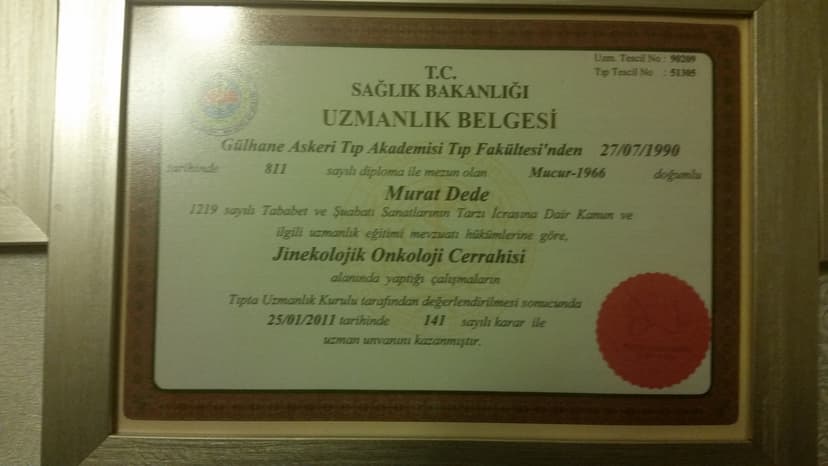 Uzm. Tescil No : 90209
Tıp Tescil No : 51305
T.C.
SAĞLIK BAKANLIĞI
UZMANLIK BELGESİ
Gülhane Askeri Tıp Akademisi Tıp Fakültesi'nden 27/07/1990
tarihinde 811 sayılı diploma ile mezun olan Mucur-1966 doğumlu
Murat Dede
1219 sayılı Tababet ve Şuabatı Sanatlarının Tarzı İcrasına Dair Kanun ve
ilgili uzmanlık eğitimi mevzuatı hükümlerine göre,
Jinekolojik Onkoloji Cerrahisi
alanında yaptığı çalışmaların
Tıpta Uzmanlık Kurulu tarafından değerlendirilmesi sonucunda
25/01/2011 tarihinde 141 sayılı karar ile
uzman unvanını kazanmıştır.